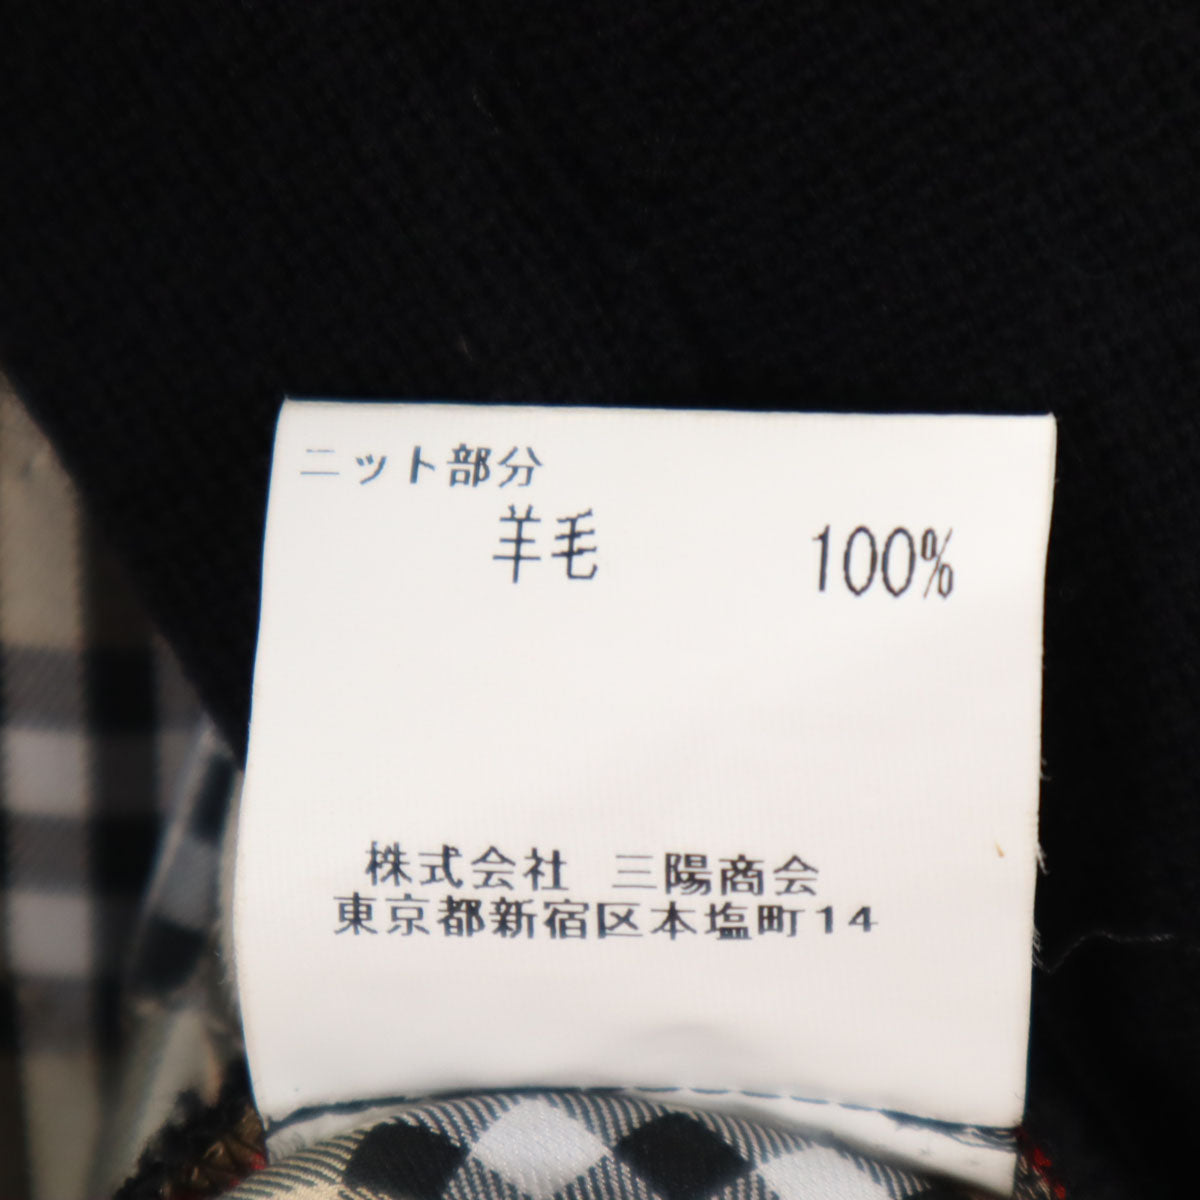 ニット部分
羊毛 100%
株式会社 三陽商会
東京都新宿区本塩町14